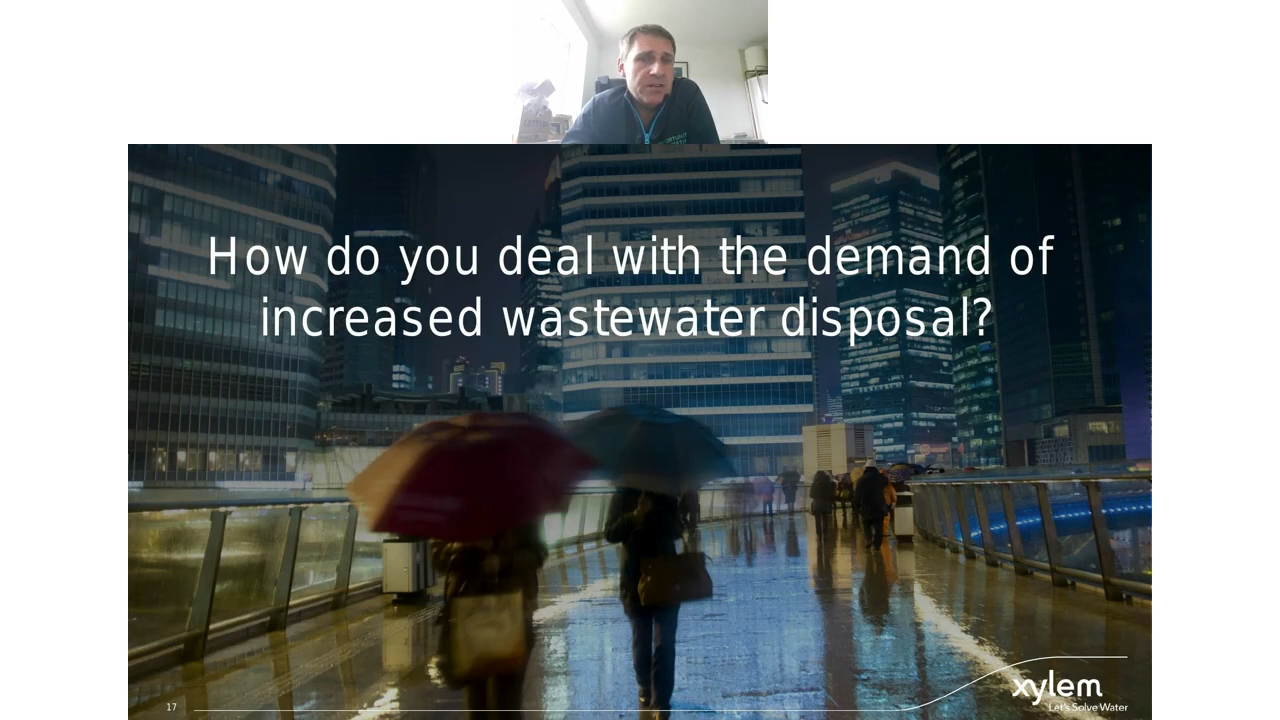 How do you deal with the demand of
increased wastewater disposal?
xylem
Let's Solve Water
17